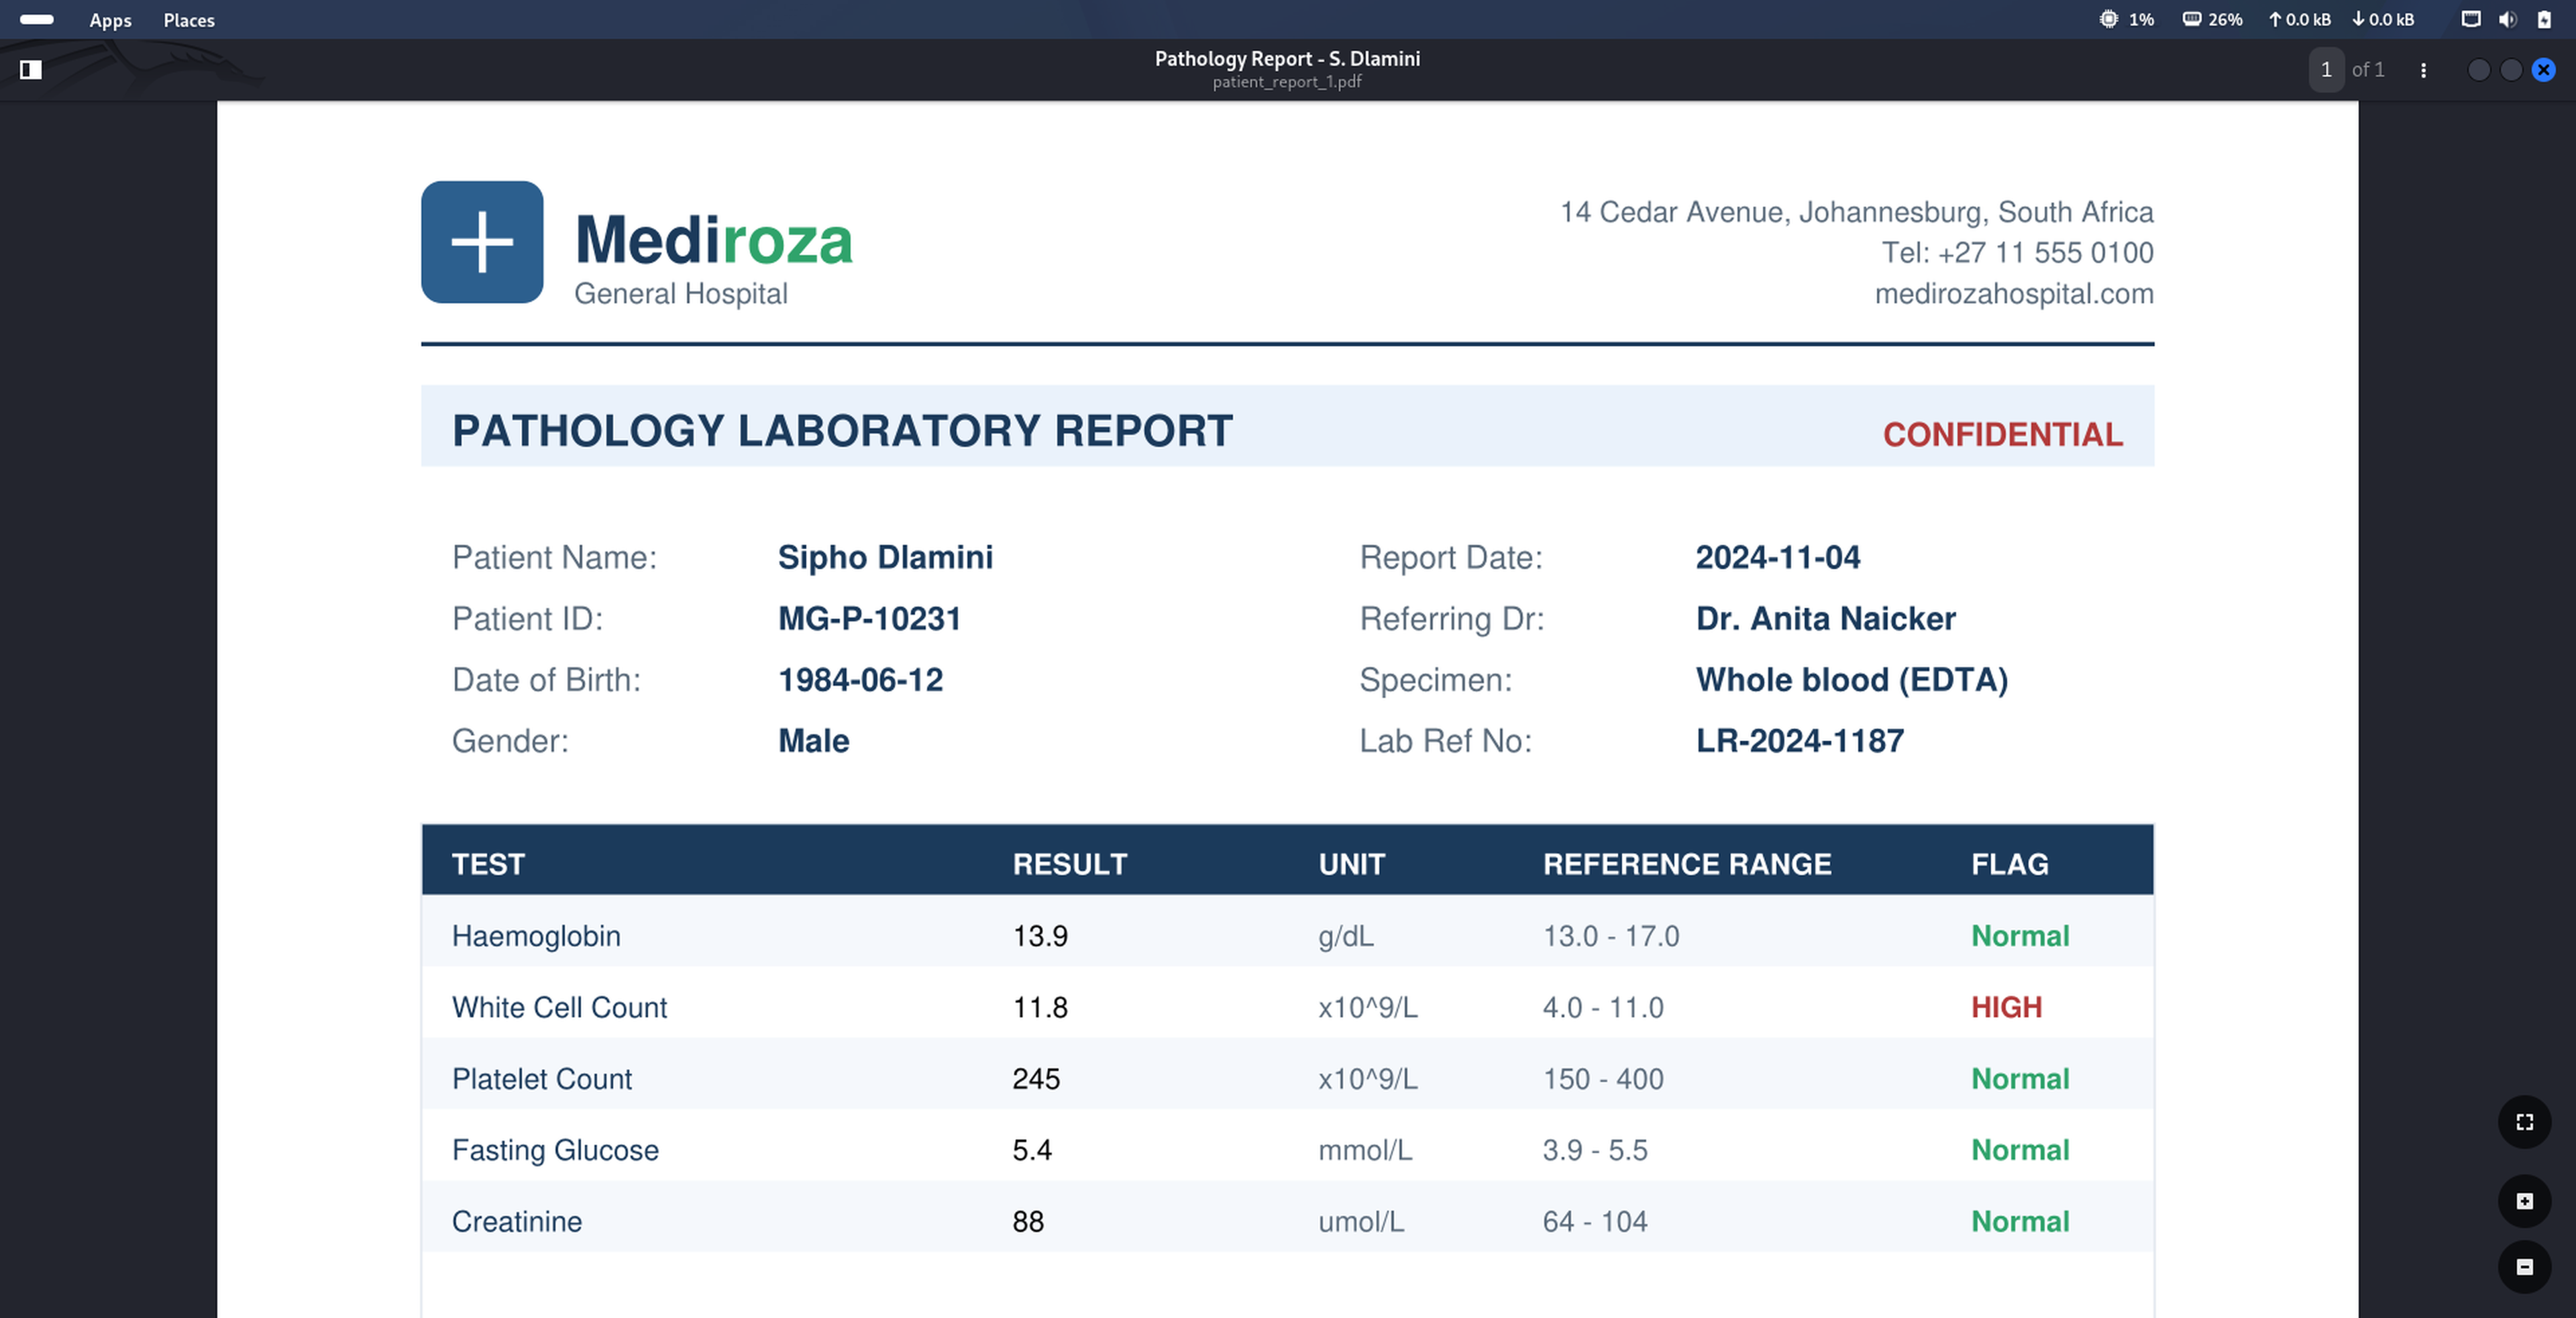 Apps Places 1% 26% ↑0.0 kB ↓0.0 kB
Pathology Report - S. Dlamini
patient_report_1.pdf
1 of 1
Mediroza
General Hospital
14 Cedar Avenue, Johannesburg, South Africa
Tel: +27 11 555 0100
medirozahospital.com
PATHOLOGY LABORATORY REPORT CONFIDENTIAL
Patient Name: Sipho Dlamini Report Date: 2024-11-04
Patient ID: MG-P-10231 Referring Dr: Dr. Anita Naicker
Date of Birth: 1984-06-12 Specimen: Whole blood (EDTA)
Gender: Male Lab Ref No: LR-2024-1187
TEST RESULT UNIT REFERENCE RANGE FLAG
Haemoglobin 13.9 g/dL 13.0 - 17.0 Normal
White Cell Count 11.8 x10^9/L 4.0 - 11.0 HIGH
Platelet Count 245 x10^9/L 150 - 400 Normal
Fasting Glucose 5.4 mmol/L 3.9 - 5.5 Normal
Creatinine 88 umol/L 64 - 104 Normal